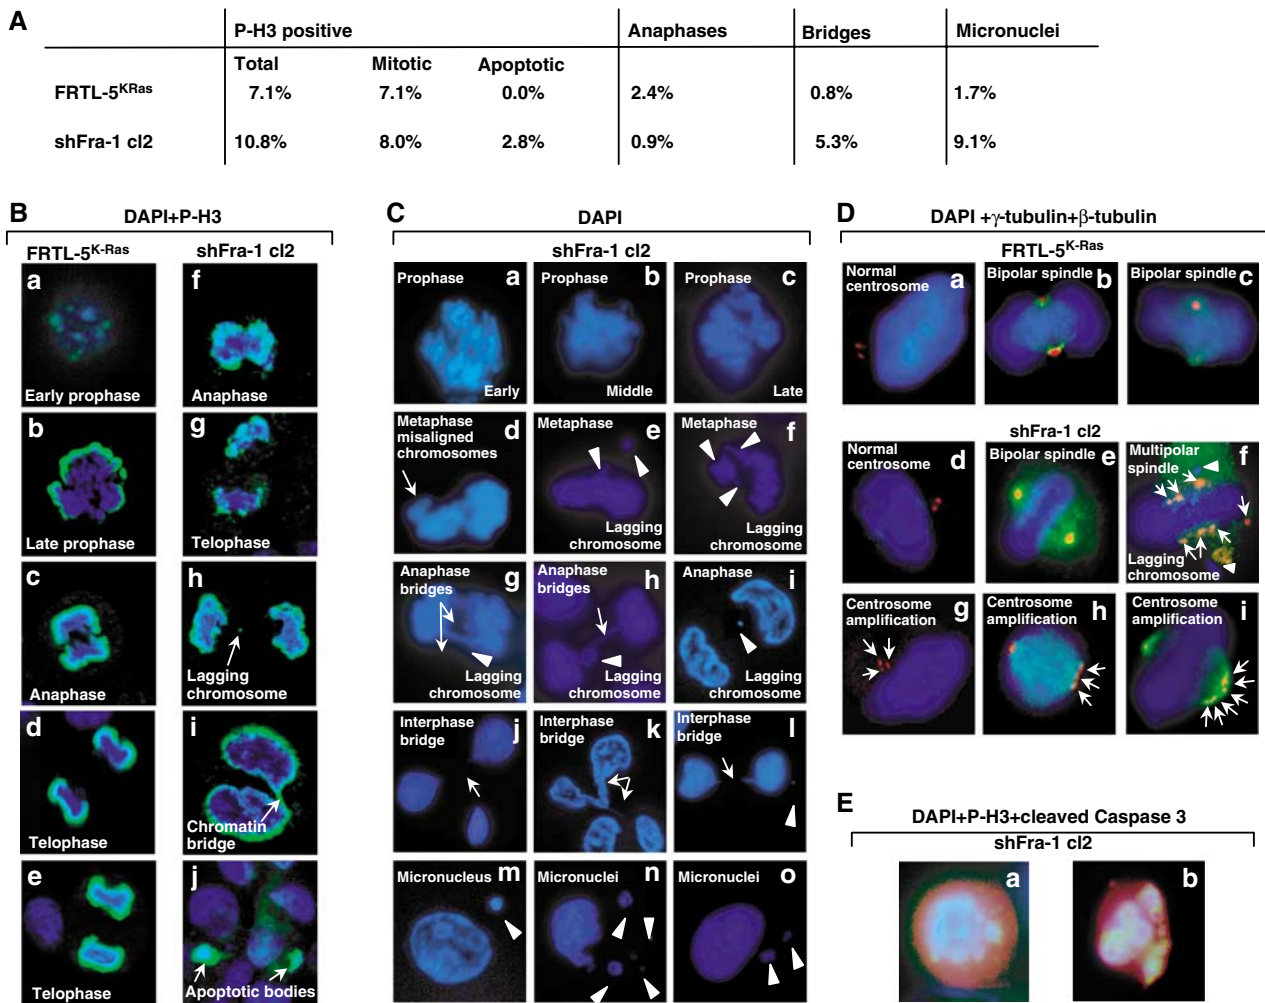 A
P-H3 positive Anaphases Bridges Micronuclei
Total Mitotic Apoptotic
FRTL-5KRas 7.1% 7.1% 0.0% 2.4% 0.8% 1.7%
shFra-1 cl2 10.8% 8.0% 2.8% 0.9% 5.3% 9.1%
B
DAPI+P-H3
FRTL-5K-Ras shFra-1 cl2
a
Early prophase
f
Anaphase
b
Late prophase
g
Telophase
c
Anaphase
h
Lagging
chromosome
d
Telophase
i
Chromatin
bridge
e
Telophase
j
Apoptotic bodies
C
DAPI
shFra-1 cl2
Prophase a
Early
Prophase b
Middle
Prophase c
Late
Metaphase
misaligned d
chromosomes
Metaphase e
Lagging
chromosome
Metaphase f
Lagging
chromosome
Anaphase
bridges g
Lagging
chromosome
Anaphase
bridges h
Lagging
chromosome
Anaphase i
Lagging
chromosome
Interphase
bridge j
Interphase
bridge k
Interphase
bridge l
Micronucleus m
Micronuclei n
Micronuclei o
D
DAPI +γ-tubulin+β-tubulin
FRTL-5K-Ras
Normal
centrosome a
Bipolar spindle b
Bipolar spindle c
shFra-1 cl2
Normal
centrosome d
Bipolar spindle e
Multipolar
spindle f
Lagging
chromosome
Centrosome
amplification g
Centrosome
amplification h
Centrosome
amplification i
E
DAPI+P-H3+cleaved Caspase 3
shFra-1 cl2
a
b